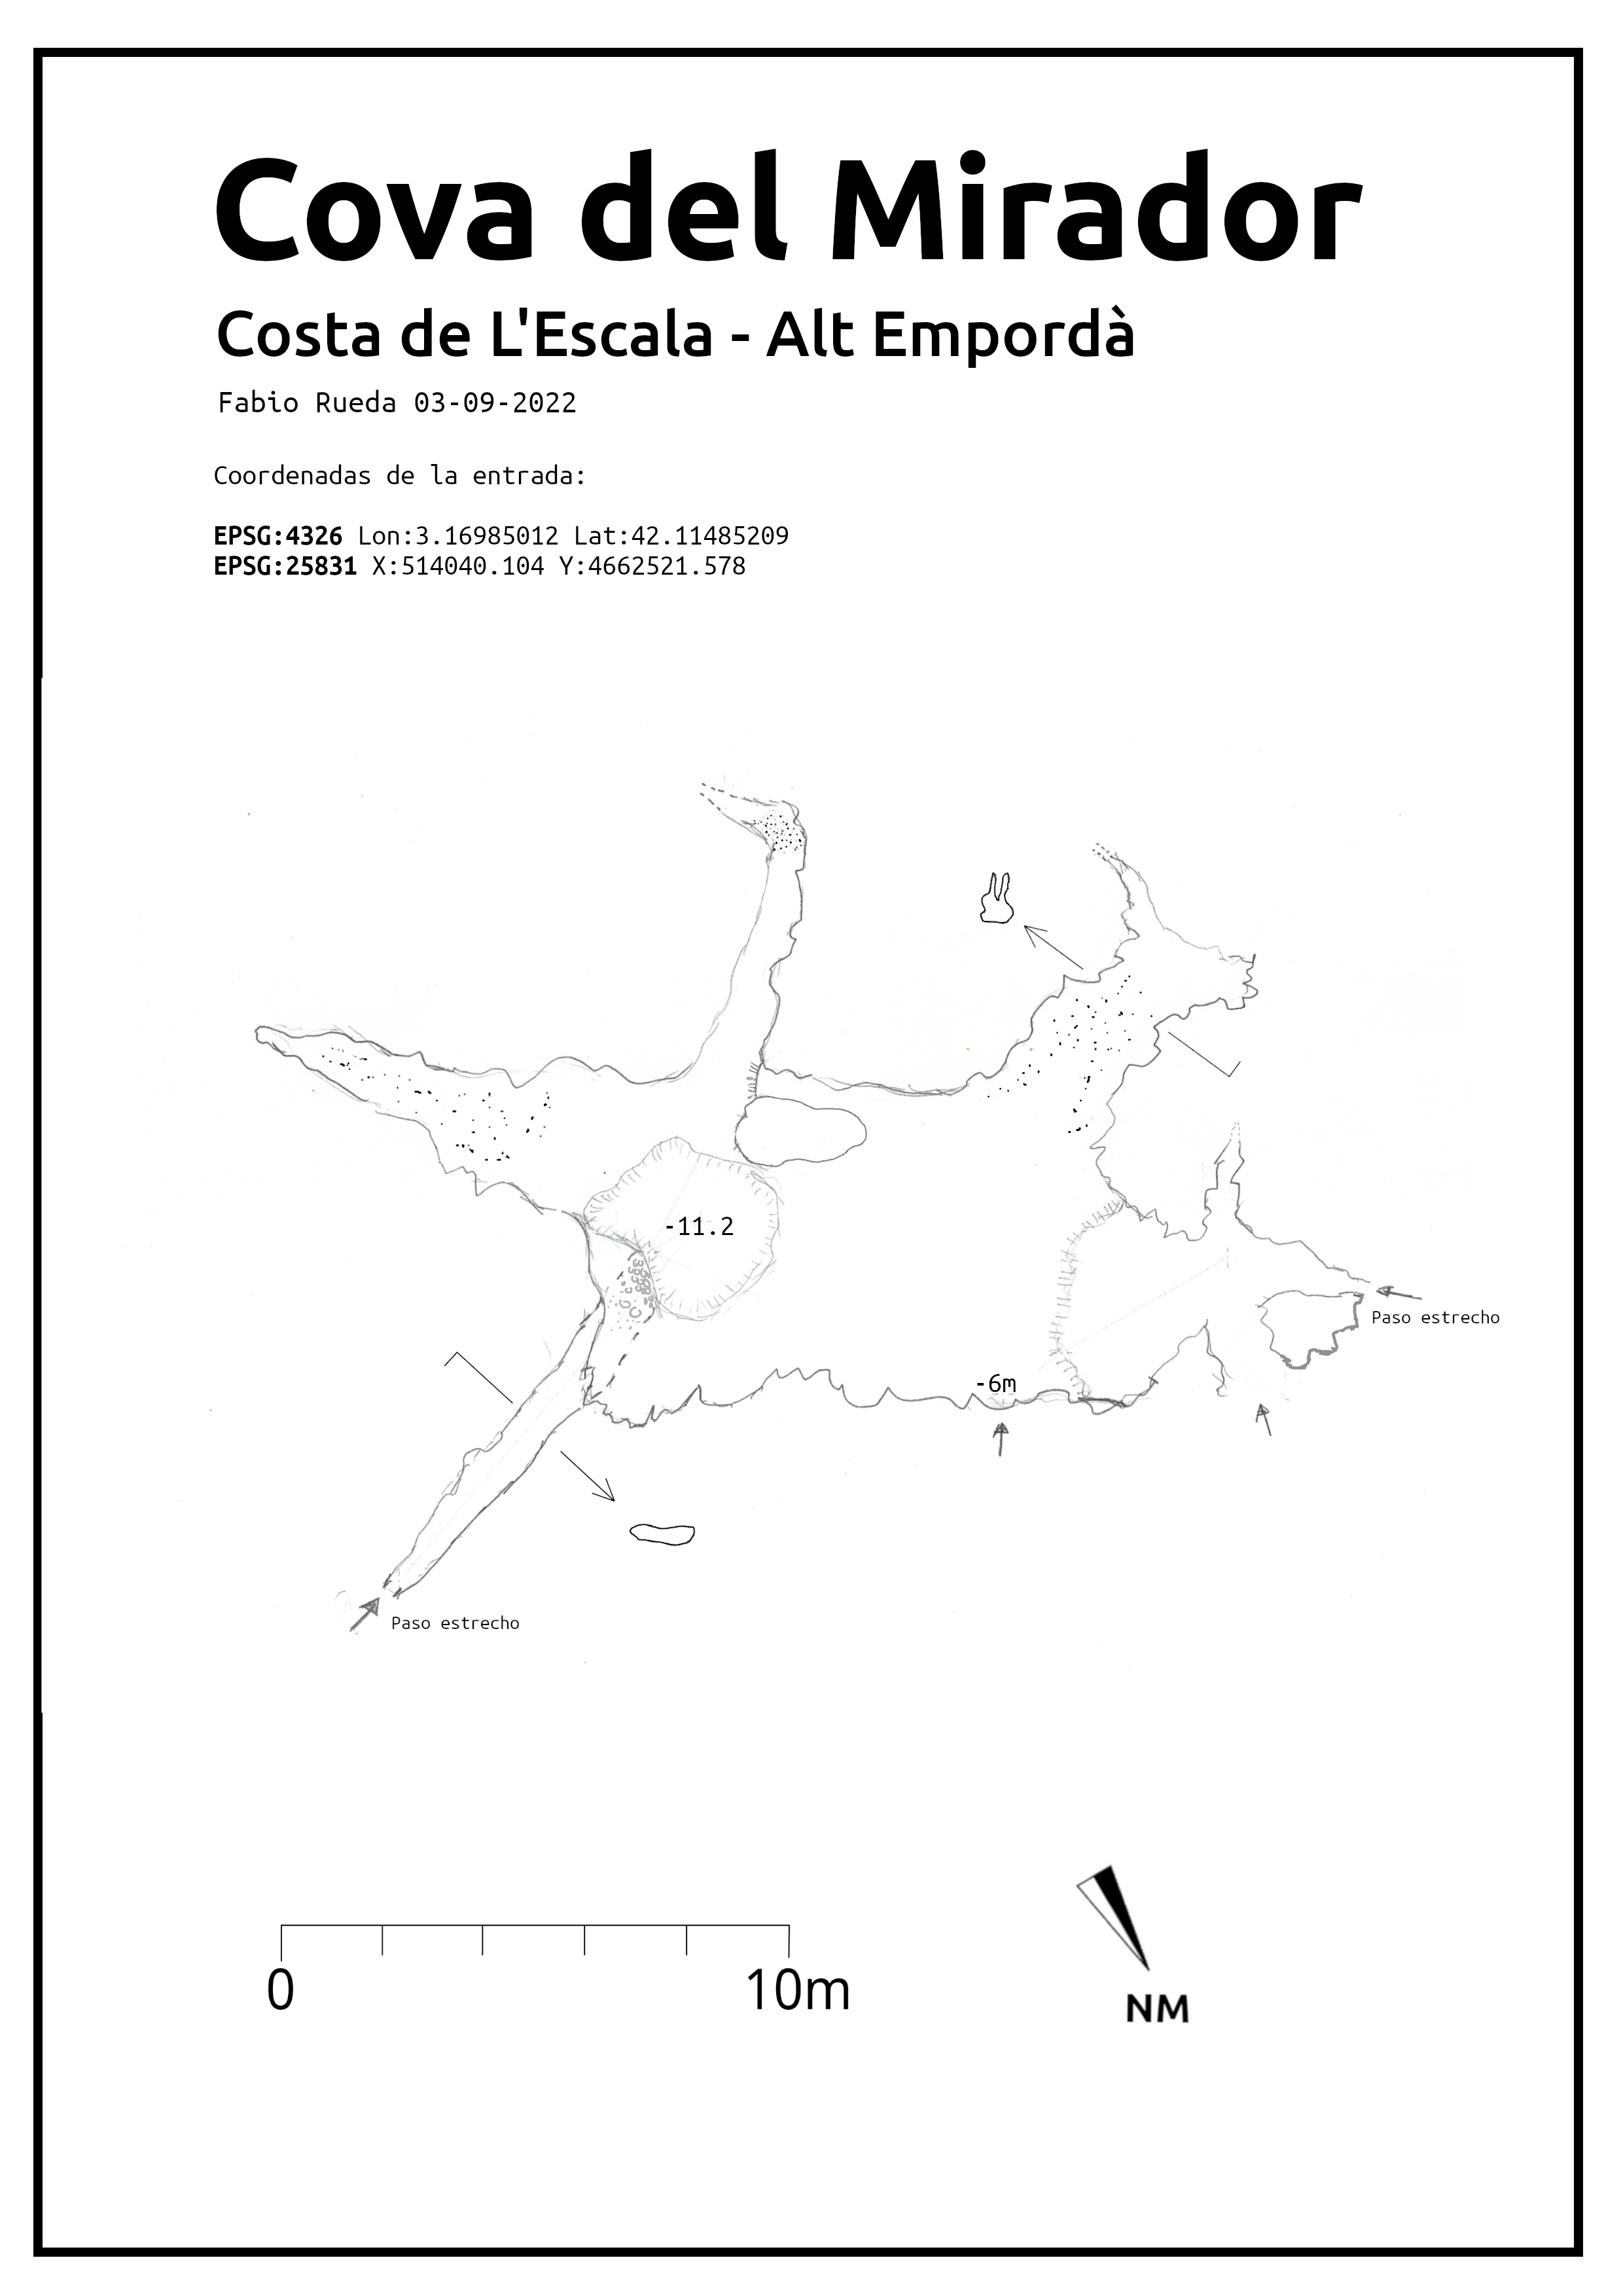 Cova del Mirador
Costa de L'Escala - Alt Empordà
Fabio Rueda 03-09-2022
Coordenadas de la entrada:
EPSG:4326 Lon:3.16985012 Lat:42.11485209
EPSG:25831 X:514040.104 Y:4662521.578
-11.2
Paso estrecho
-6m
Paso estrecho
0 10m
NM